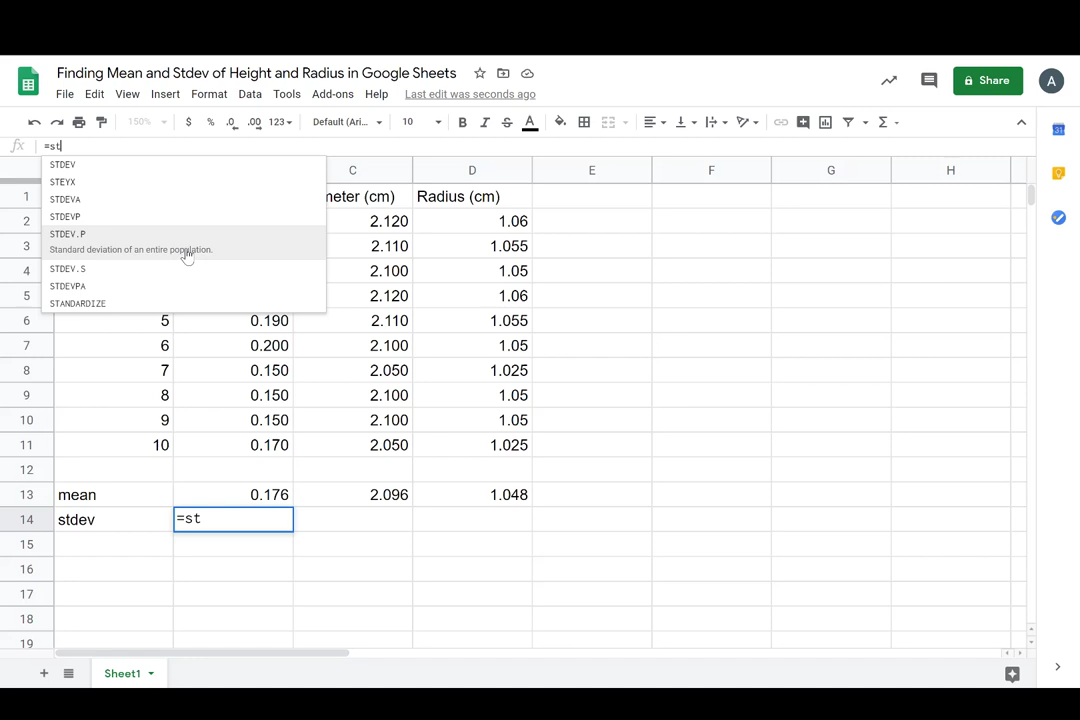 Finding Mean and Stdev of Height and Radius in Google Sheets
Share
A
File Edit View Insert Format Data Tools Add-ons Help Last edit was seconds ago
150% $ % .0 .00 123 Default (Ari... 10 B I S A Σ
fx =st
STDEV
STEYX
STDEVA
STDEVP
STDEV.P
Standard deviation of an entire population.
STDEV.S
STDEVPA
STANDARDIZE
C D E F G H
1 meter (cm) Radius (cm)
2 2.120 1.06
3 2.110 1.055
4 2.100 1.05
5 2.120 1.06
6 5 0.190 2.110 1.055
7 6 0.200 2.100 1.05
8 7 0.150 2.050 1.025
9 8 0.150 2.100 1.05
10 9 0.150 2.100 1.05
11 10 0.170 2.050 1.025
12
13 mean 0.176 2.096 1.048
14 stdev =st
15
16
17
18
19
Sheet1